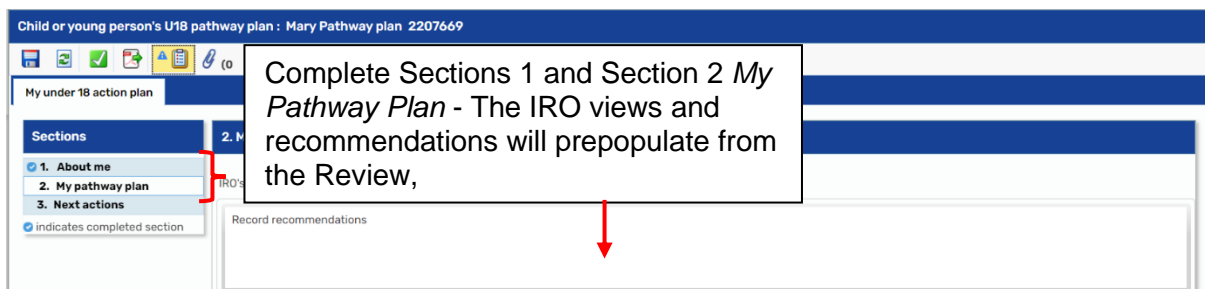 Child or young person's U18 pathway plan : Mary Pathway plan 2207669
(0
My under 18 action plan
Complete Sections 1 and Section 2 My
Pathway Plan - The IRO views and
recommendations will prepopulate from
the Review,
Sections
1. About me
2. My pathway plan
3. Next actions
indicates completed section
2. M
IRO's
Record recommendations